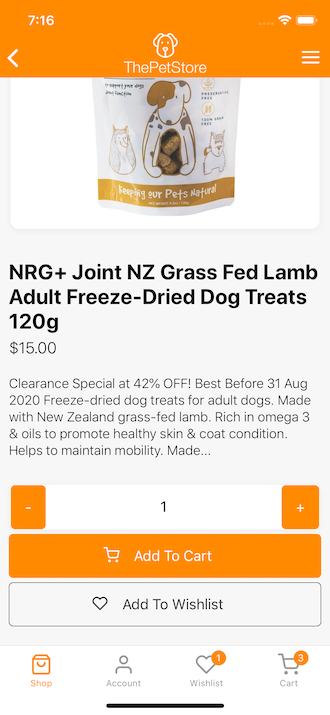 7:16
ThePetStore
to support your dogs
joint function
PRESERVATIVE
FREE
100% GRAIN
FREE
Keeping our Pets Natural
NRG+ Joint NZ Grass Fed Lamb
Adult Freeze-Dried Dog Treats
120g
$15.00
Clearance Special at 42% OFF! Best Before 31 Aug
2020 Freeze-dried dog treats for adult dogs. Made
with New Zealand grass-fed lamb. Rich in omega 3
& oils to promote healthy skin & coat condition.
Helps to maintain mobility. Made...
- 1 +
Add To Cart
Add To Wishlist
1 3
Shop Account Wishlist Cart